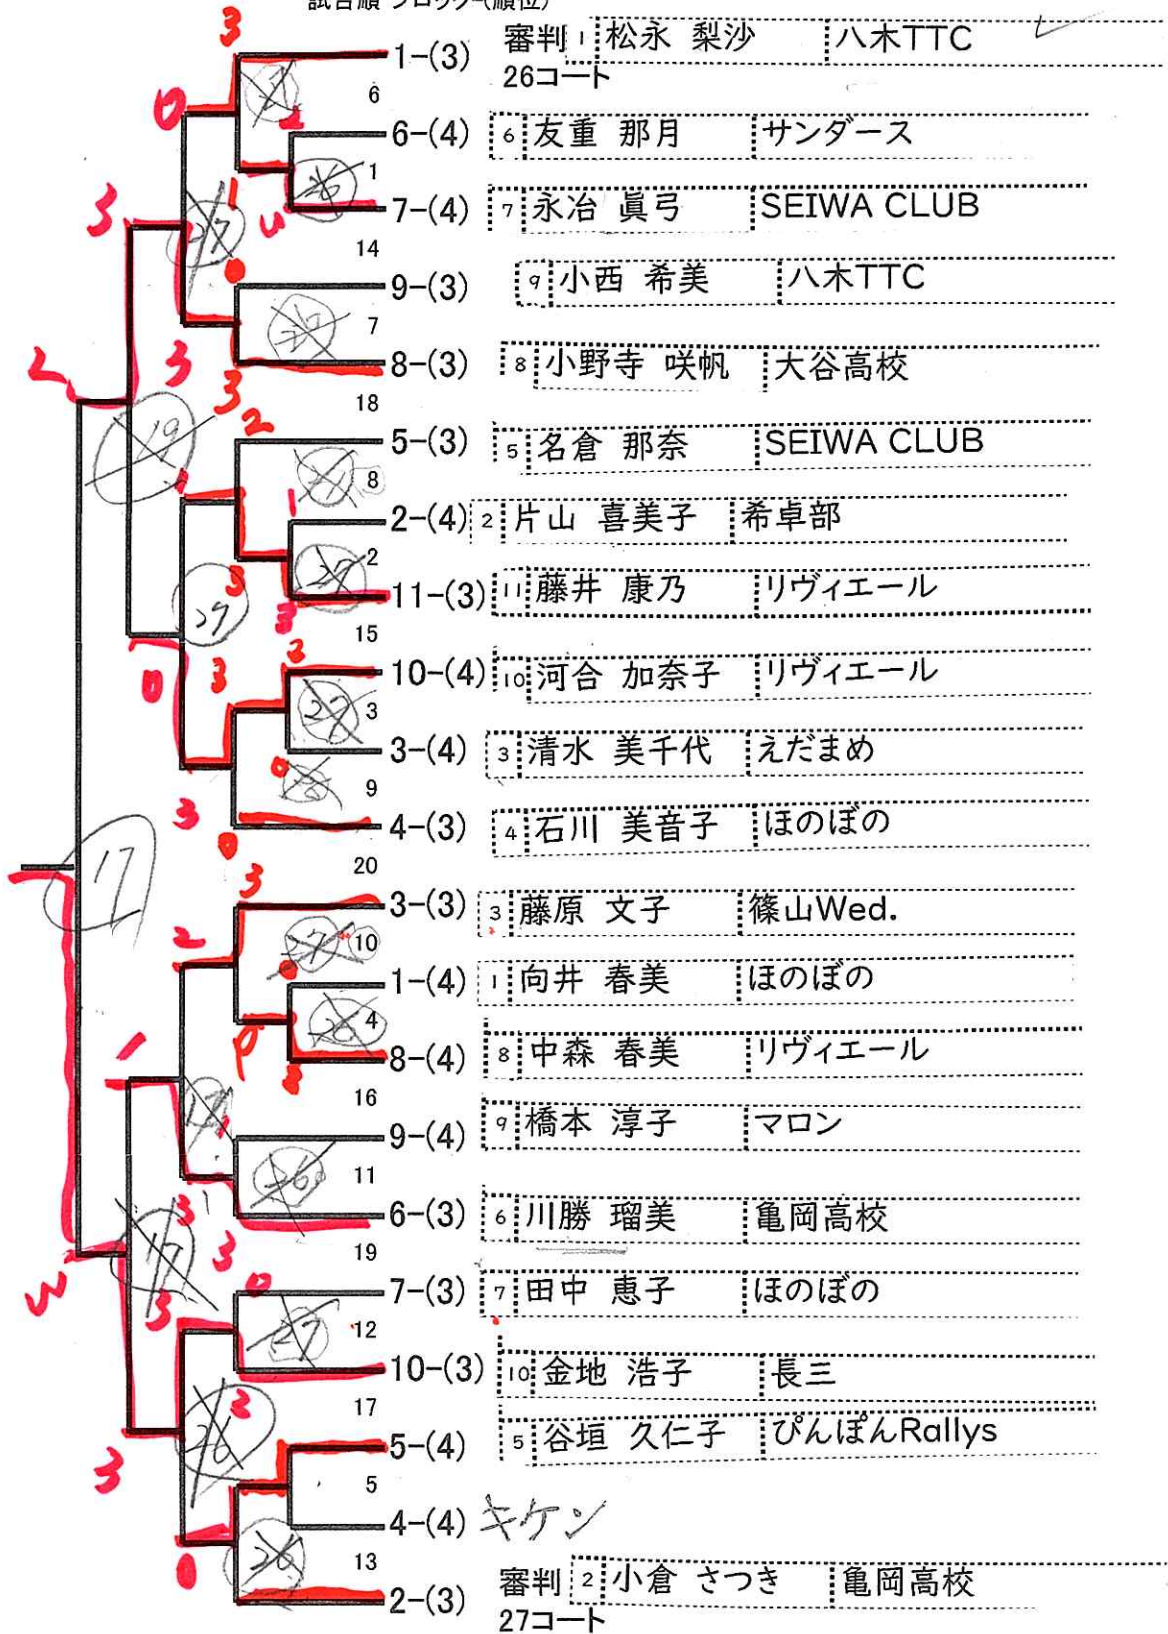 試合順 ブロック-(順位)
1-(3) 審判 1 松永 梨沙 八木TTC
26コート
6
6-(4) 6 友重 那月 サンダース
1
7-(4) 7 永冶 眞弓 SEIWA CLUB
14
9-(3) 9 小西 希美 八木TTC
7
8-(3) 8 小野寺 咲帆 大谷高校
18
5-(3) 5 名倉 那奈 SEIWA CLUB
8
2-(4) 2 片山 喜美子 希卓部
2
11-(3) 11 藤井 康乃 リヴィエール
15
10-(4) 10 河合 加奈子 リヴィエール
3
3-(4) 3 清水 美千代 えだまめ
9
4-(3) 4 石川 美音子 ほのぼの
20
3-(3) 3 藤原 文子 篠山Wed.
10
1-(4) 1 向井 春美 ほのぼの
4
8-(4) 8 中森 春美 リヴィエール
16
9-(4) 9 橋本 淳子 マロン
11
6-(3) 6 川勝 瑠美 亀岡高校
19
7-(3) 7 田中 恵子 ほのぼの
12
10-(3) 10 金地 浩子 長三
17
5-(4) 5 谷垣 久仁子 ぴんぽんRallys
5
4-(4) キケン
13
2-(3) 審判 2 小倉 さつき 亀岡高校
27コート